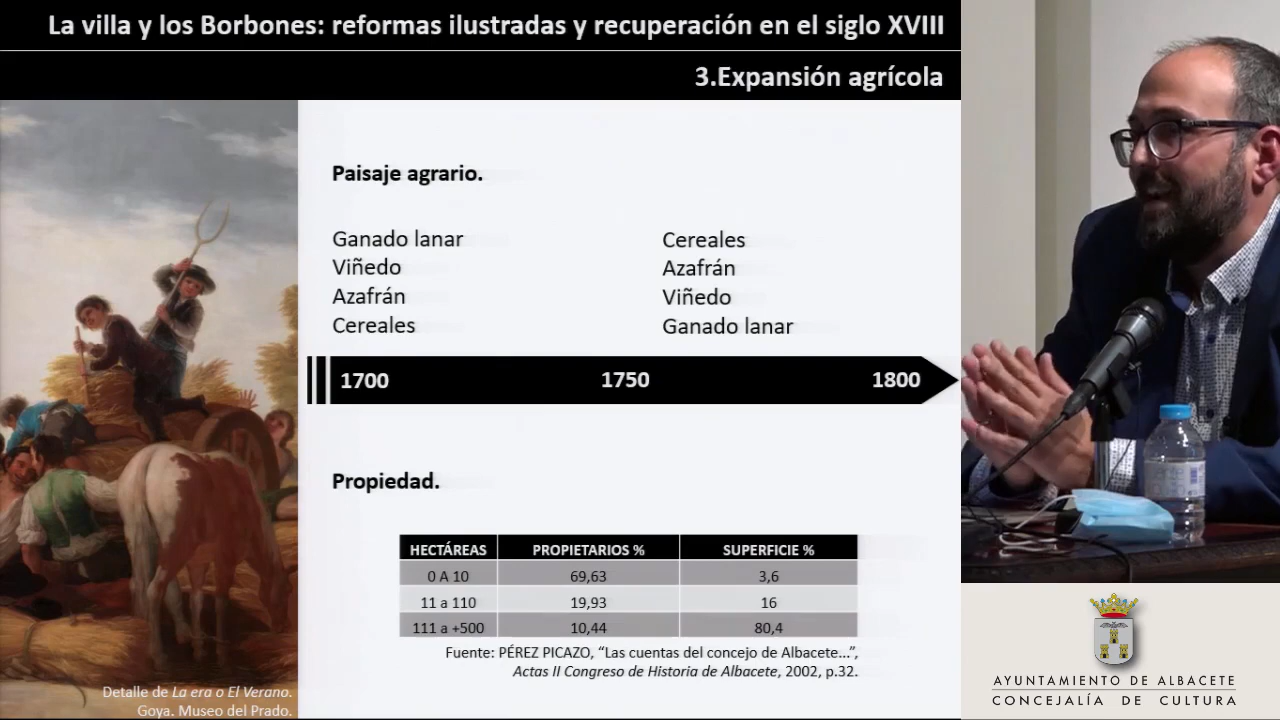 La villa y los Borbones: reformas ilustradas y recuperación en el siglo XVIII
3.Expansión agrícola
Paisaje agrario.
Ganado lanar
Viñedo
Azafrán
Cereales
Cereales
Azafrán
Viñedo
Ganado lanar
1700 1750 1800
Propiedad.
HECTÁREAS PROPIETARIOS % SUPERFICIE %
0 A 10 69,63 3,6
11 a 110 19,93 16
111 a +500 10,44 80,4
Fuente: PÉREZ PICAZO, “Las cuentas del concejo de Albacete...”,
Actas II Congreso de Historia de Albacete, 2002, p.32.
Detalle de La era o El Verano.
Goya. Museo del Prado.
AYUNTAMIENTO DE ALBACETE
CONCEJALÍA DE CULTURA